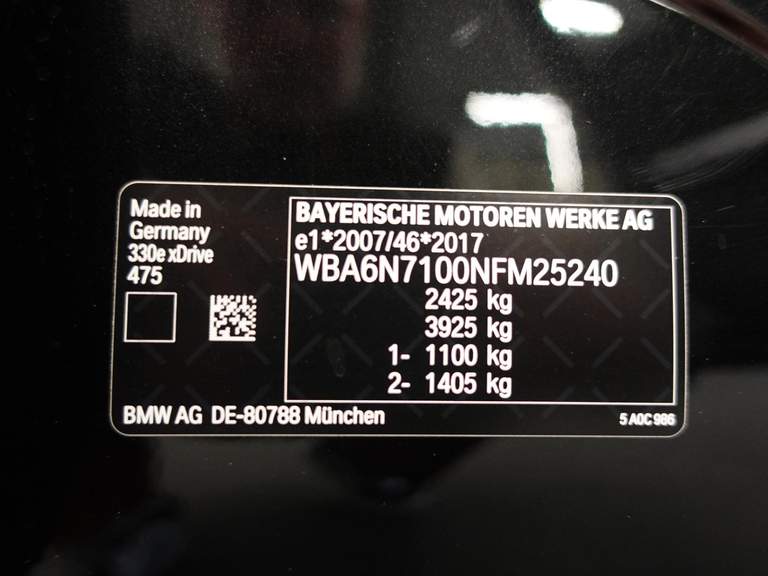 Made in
Germany
330e xDrive
475
BAYERISCHE MOTOREN WERKE AG
e1*2007/46*2017
WBA6N7100NFM25240
2425 kg
3925 kg
1- 1100 kg
2- 1405 kg
BMW AG DE-80788 München
5 A0C 986